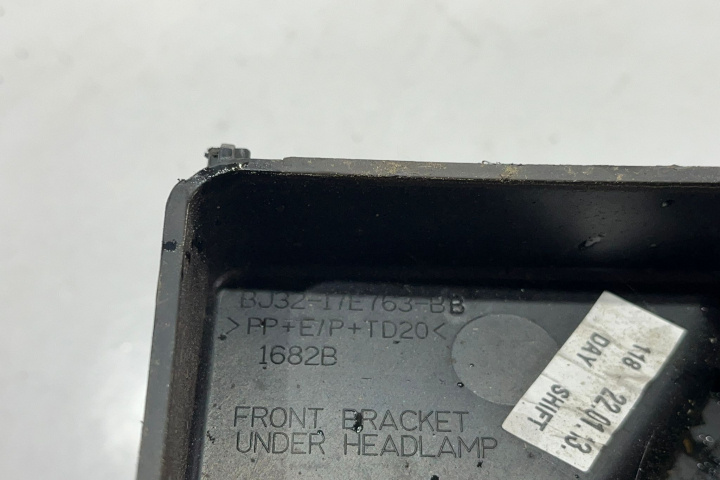 BJ32-17E763-BB
>PP+E/P+TD20<
1682B
FRONT BRACKET
UNDER HEADLAMP
118 22.01.13.
DAY SHIFT